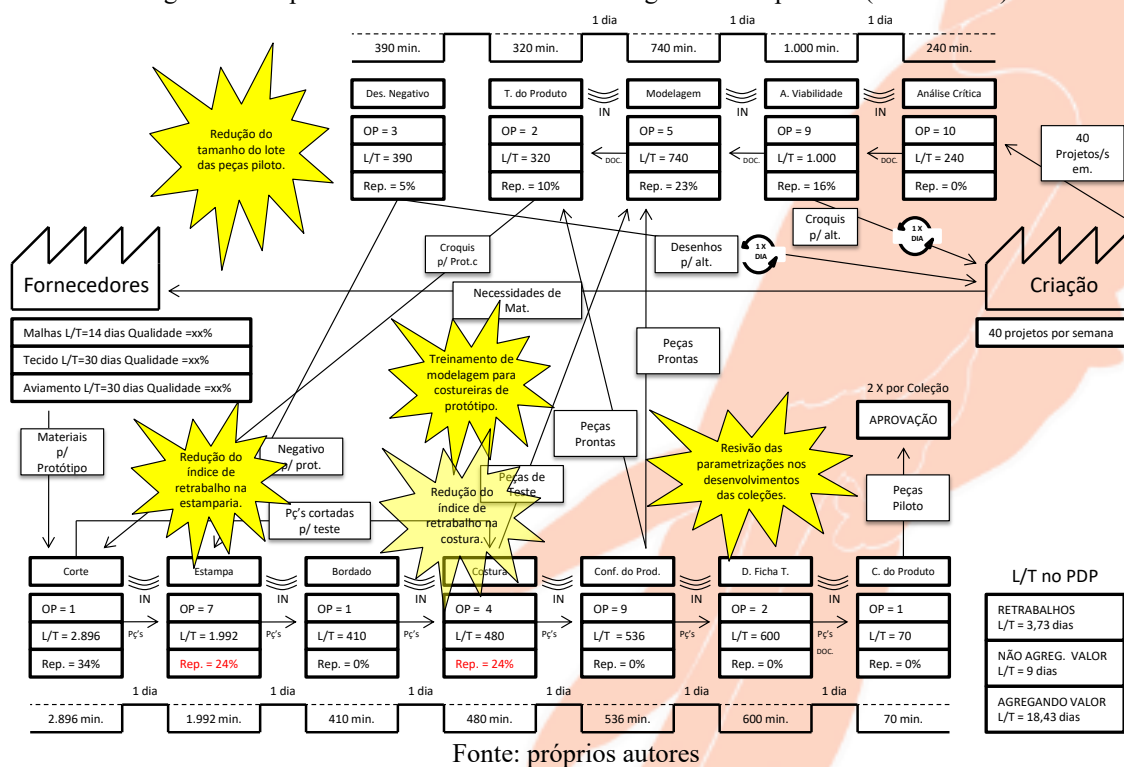 1 dia
1 dia
1 dia
390 min.
320 min.
740 min.
1.000 min.
240 min.
Des. Negativo
T. do Produto
Modelagem
A. Viabilidade
Análise Crítica
IN
IN
IN
OP = 3
OP = 2
OP = 5
OP = 9
OP = 10
L/T = 390
L/T = 320
L/T = 740
L/T = 1.000
L/T = 240
DOC.
DOC.
DOC.
Rep. = 5%
Rep. = 10%
Rep. = 23%
Rep. = 16%
Rep. = 0%
40
Projetos/s
em.
Redução do
tamanho do lote
das peças piloto.
Croquis
p/ Prot.c
Desenhos
p/ alt.
1 X
DIA
Croquis
p/ alt.
1 X
DIA
Fornecedores
Necessidades de
Mat.
Criação
Malhas L/T=14 dias Qualidade =xx%
Tecido L/T=30 dias Qualidade =xx%
Aviamento L/T=30 dias Qualidade =xx%
40 projetos por semana
Treinamento de
modelagem para
costureiras de
protótipo.
Peças
Prontas
Peças
Prontas
2 X por Coleção
APROVAÇÃO
Materiais
p/
Protótipo
Redução do
índice de
retrabalho na
estamparia.
Negativo
p/ prot.
Pç's cortadas
p/ teste
Redução do
índice de
retrabalho na
costura.
Peças de
Teste
Resivão das
parametrizações nos
desenvolvimentos
das coleções.
Peças
Piloto
Corte
Estampa
Bordado
Costura
Conf. do Prod.
D. Ficha T.
C. do Produto
IN
IN
IN
IN
IN
IN
OP = 1
OP = 7
OP = 1
OP = 4
OP = 9
OP = 2
OP = 1
L/T = 2.896
L/T = 1.992
L/T = 410
L/T = 480
L/T = 536
L/T = 600
L/T = 70
Pç's
Pç's
Pç's
Pç's
Pç's
Pç's
DOC.
Rep. = 34%
Rep. = 24%
Rep. = 0%
Rep. = 24%
Rep. = 0%
Rep. = 0%
Rep. = 0%
1 dia
1 dia
1 dia
1 dia
1 dia
1 dia
2.896 min.
1.992 min.
410 min.
480 min.
536 min.
600 min.
70 min.
L/T no PDP
RETRABALHOS
L/T = 3,73 dias
NÃO AGREG. VALOR
L/T = 9 dias
AGREGANDO VALOR
L/T = 18,43 dias
Fonte: próprios autores